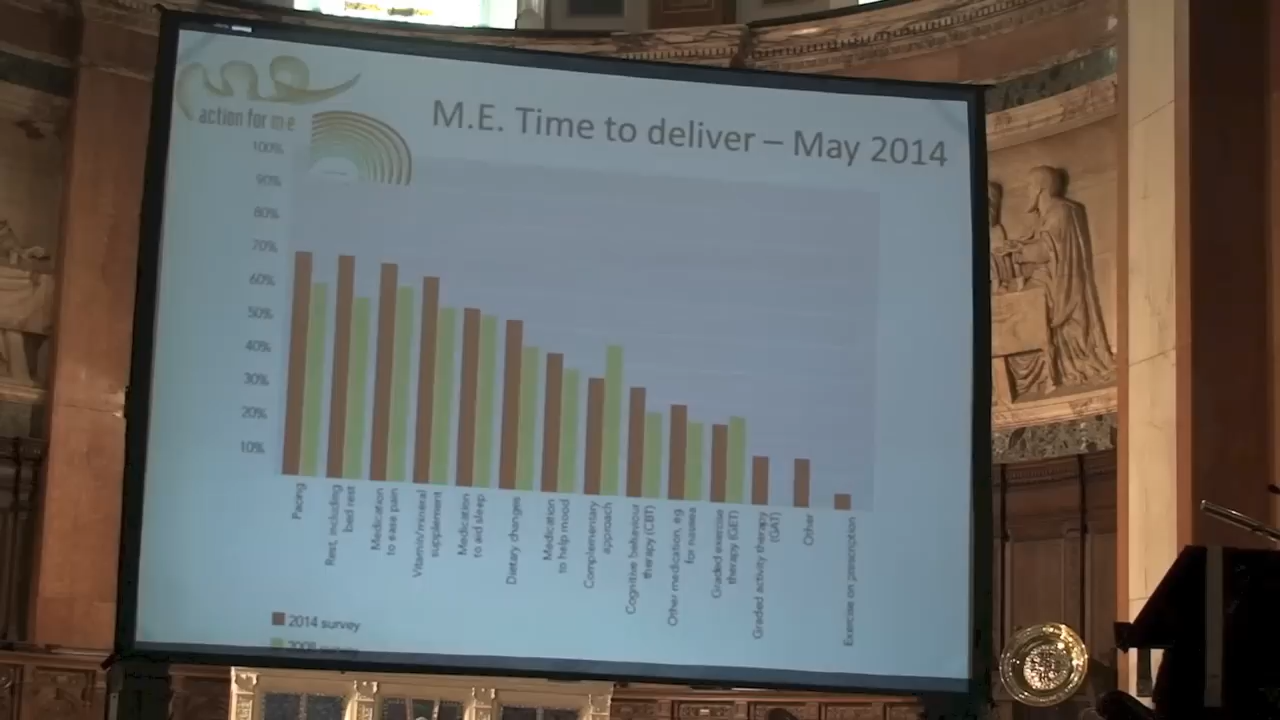 action for m e
M.E. Time to deliver – May 2014
100%
90%
80%
70%
60%
50%
40%
30%
20%
10%
Pacing
Rest, including
bed rest
Medication
to ease pain
Vitamin/mineral
supplement
Medication
to aid sleep
Dietary changes
Medication
to help mood
Complementary
approach
Cognitive behaviour
therapy (CBT)
Other medication, eg
for nausea
Graded exercise
therapy (GET)
Graded activity therapy
(GAT)
Other
Exercise on prescription
2014 survey